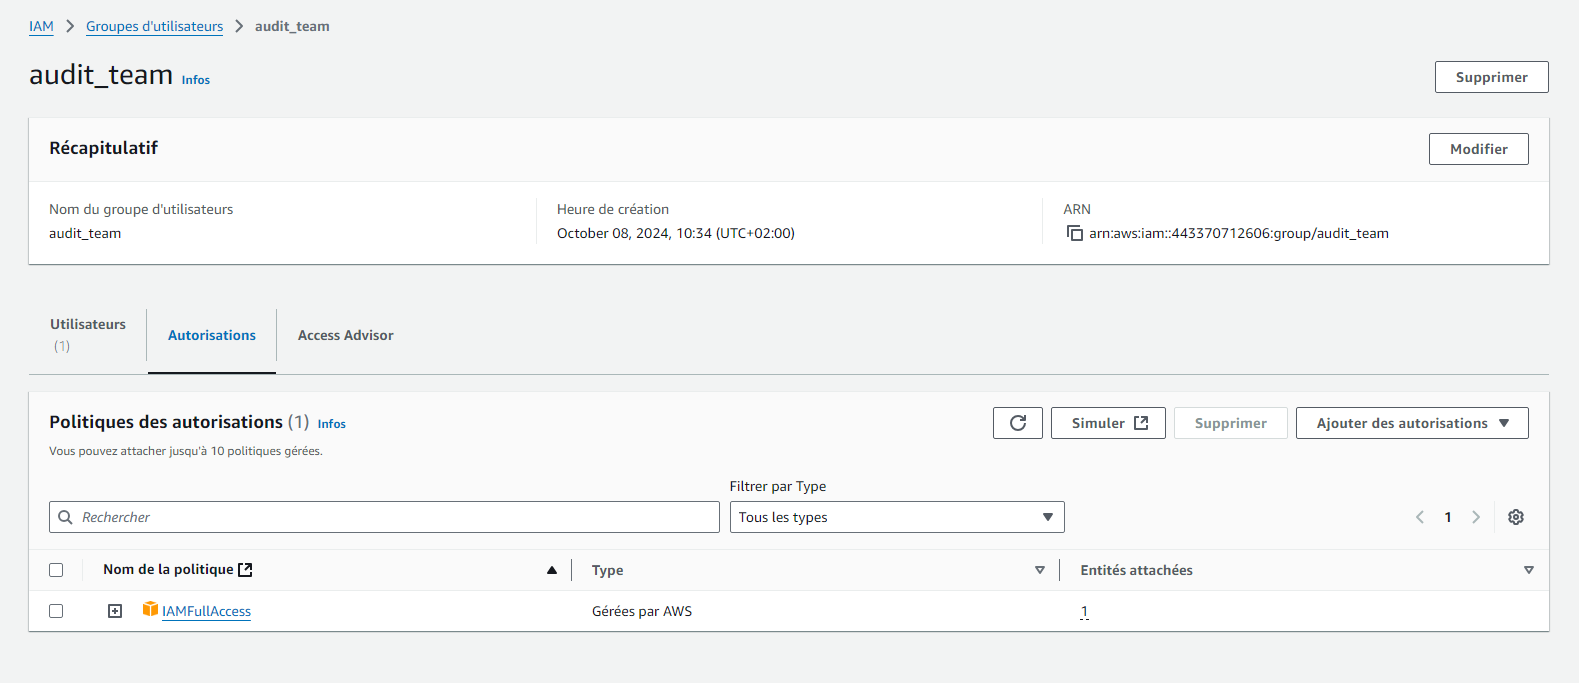 IAM > Groupes d'utilisateurs > audit_team
audit_team Infos
Supprimer
Récapitulatif
Modifier
Nom du groupe d'utilisateurs
audit_team
Heure de création
October 08, 2024, 10:34 (UTC+02:00)
ARN
arn:aws:iam::443370712606:group/audit_team
Utilisateurs
(1)
Autorisations
Access Advisor
Politiques des autorisations (1) Infos
Vous pouvez attacher jusqu'à 10 politiques gérées.
Simuler
Supprimer
Ajouter des autorisations
Filtrer par Type
Rechercher
Tous les types
1
Nom de la politique
Type
Entités attachées
IAMFullAccess
Gérées par AWS
1